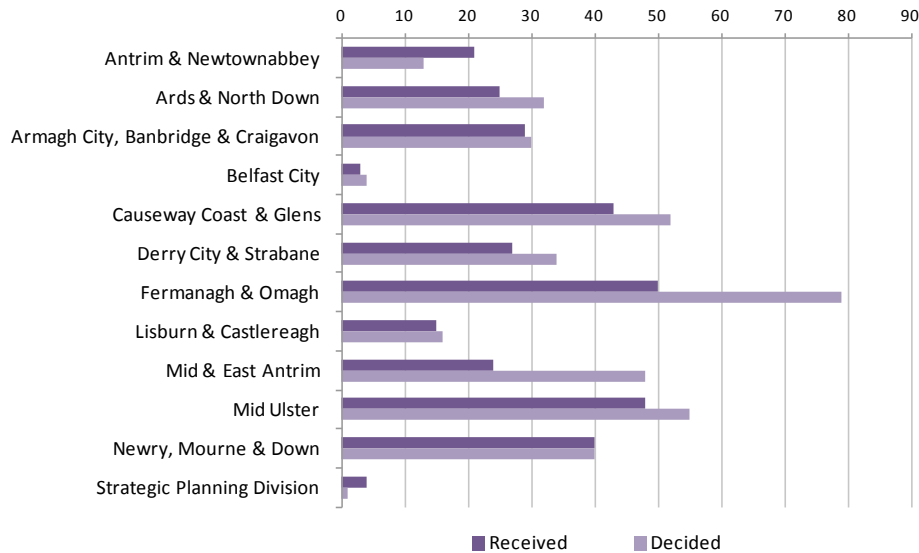 0 10 20 30 40 50 60 70 80 90
Antrim & Newtownabbey
Ards & North Down
Armagh City, Banbridge & Craigavon
Belfast City
Causeway Coast & Glens
Derry City & Strabane
Fermanagh & Omagh
Lisburn & Castlereagh
Mid & East Antrim
Mid Ulster
Newry, Mourne & Down
Strategic Planning Division
Received Decided